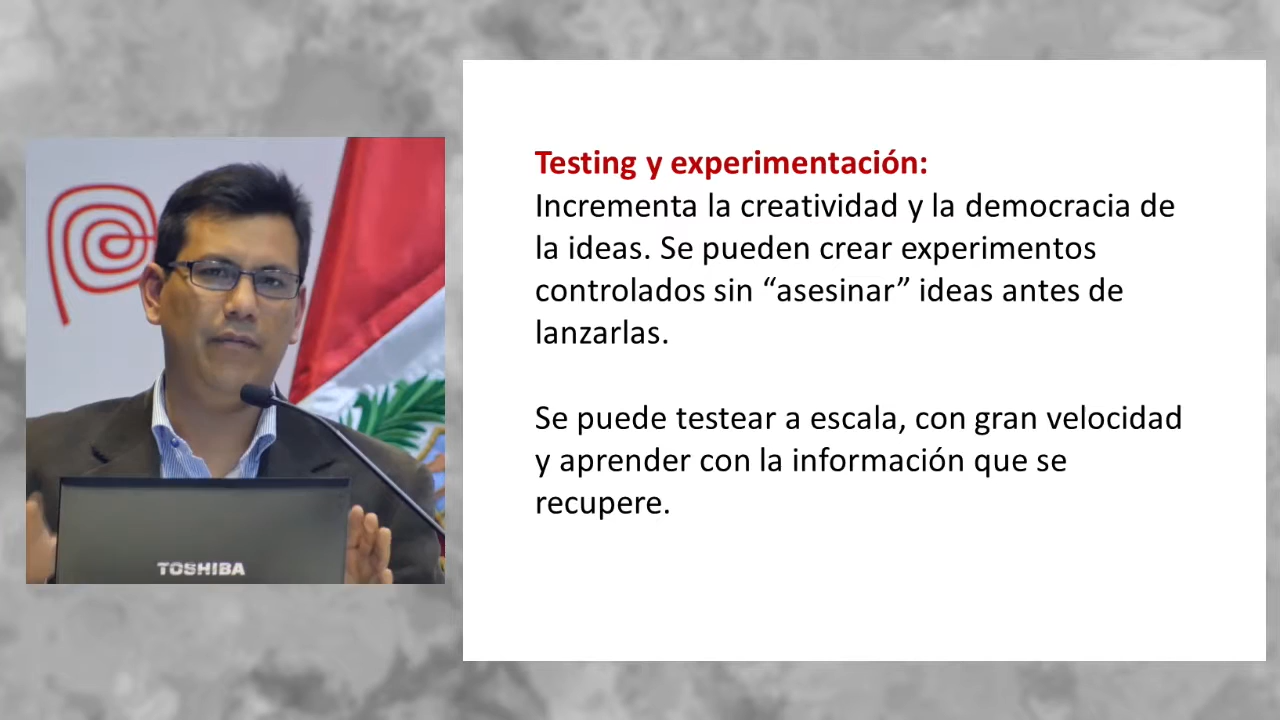 Testing y experimentación:
Incrementa la creatividad y la democracia de
la ideas. Se pueden crear experimentos
controlados sin “asesinar” ideas antes de
lanzarlas.
Se puede testear a escala, con gran velocidad
y aprender con la información que se
recupere.
TOSHIBA